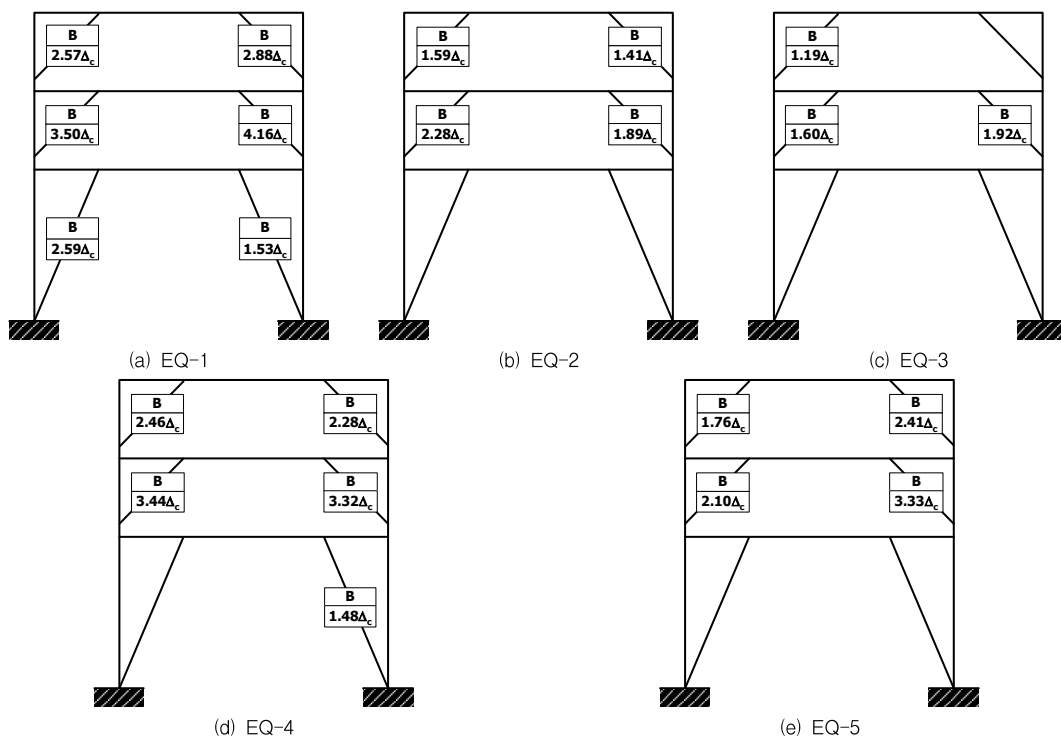 B
2.57Δc
B
2.88Δc
B
3.50Δc
B
4.16Δc
B
2.59Δc
B
1.53Δc
(a) EQ-1
B
1.59Δc
B
1.41Δc
B
2.28Δc
B
1.89Δc
(b) EQ-2
B
1.19Δc
B
1.60Δc
B
1.92Δc
(c) EQ-3
B
2.46Δc
B
2.28Δc
B
3.44Δc
B
3.32Δc
B
1.48Δc
(d) EQ-4
B
1.76Δc
B
2.41Δc
B
2.10Δc
B
3.33Δc
(e) EQ-5